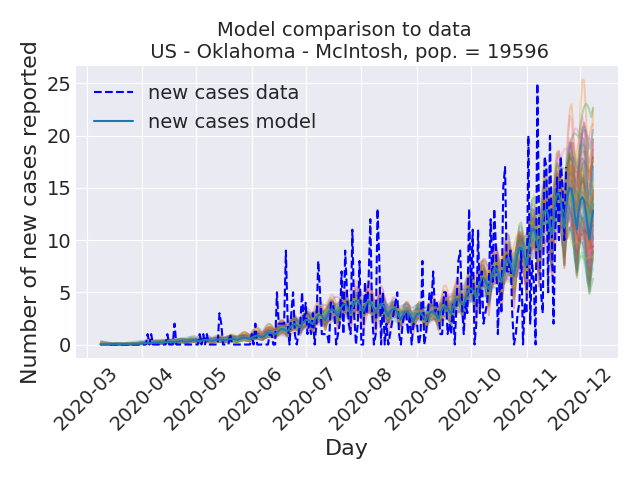 Model comparison to data
US - Oklahoma - McIntosh, pop. = 19596
Number of new cases reported
25
20
15
10
5
0
new cases data
new cases model
2020-03
2020-04
2020-05
2020-06
2020-07
2020-08
2020-09
2020-10
2020-11
2020-12
Day